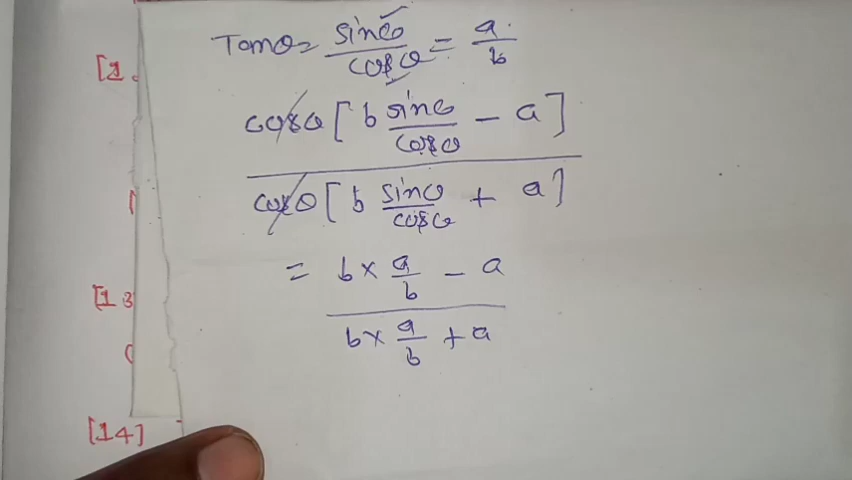 [1.
Tanθ = sinθ/cosθ = a/b
cosθ [b sinθ/cosθ - a]
cosθ [b sinθ/cosθ + a]
[13
= b × a/b - a
b × a/b + a
[14]